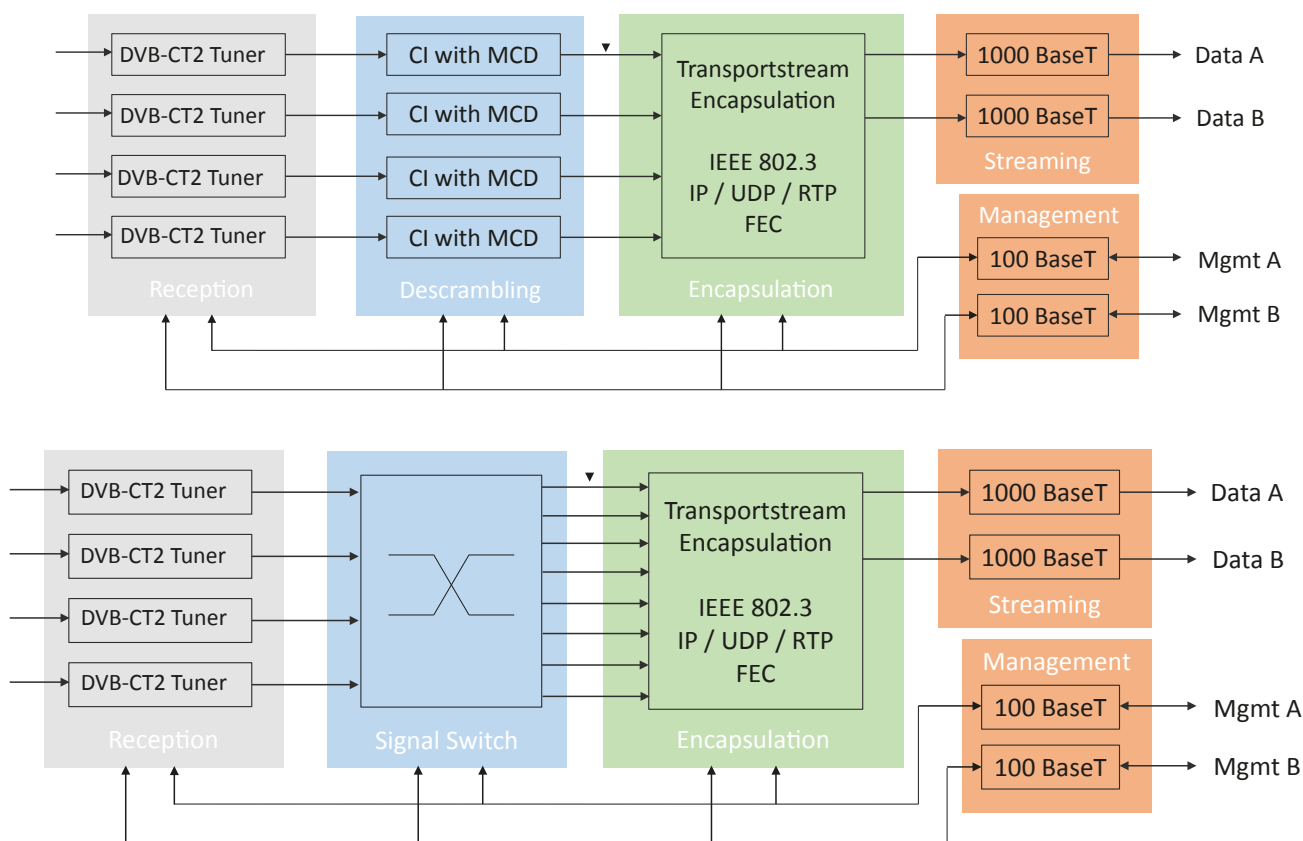 DVB-CT2 Tuner
DVB-CT2 Tuner
DVB-CT2 Tuner
DVB-CT2 Tuner
Reception
CI with MCD
CI with MCD
CI with MCD
CI with MCD
Descrambling
Transportstream
Encapsulation
IEEE 802.3
IP / UDP / RTP
FEC
Encapsulation
1000 BaseT
1000 BaseT
Streaming
Data A
Data B
Management
100 BaseT
100 BaseT
Mgmt A
Mgmt B
DVB-CT2 Tuner
DVB-CT2 Tuner
DVB-CT2 Tuner
DVB-CT2 Tuner
Reception
Signal Switch
Transportstream
Encapsulation
IEEE 802.3
IP / UDP / RTP
FEC
Encapsulation
1000 BaseT
1000 BaseT
Streaming
Data A
Data B
Management
100 BaseT
100 BaseT
Mgmt A
Mgmt B